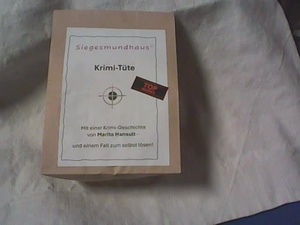 Siegesmundhaus
Krimi-Tüte
TOP
Mit einer Krimi-Geschichte
von Marita Hansult
und einem Fall zum selbst lösen!